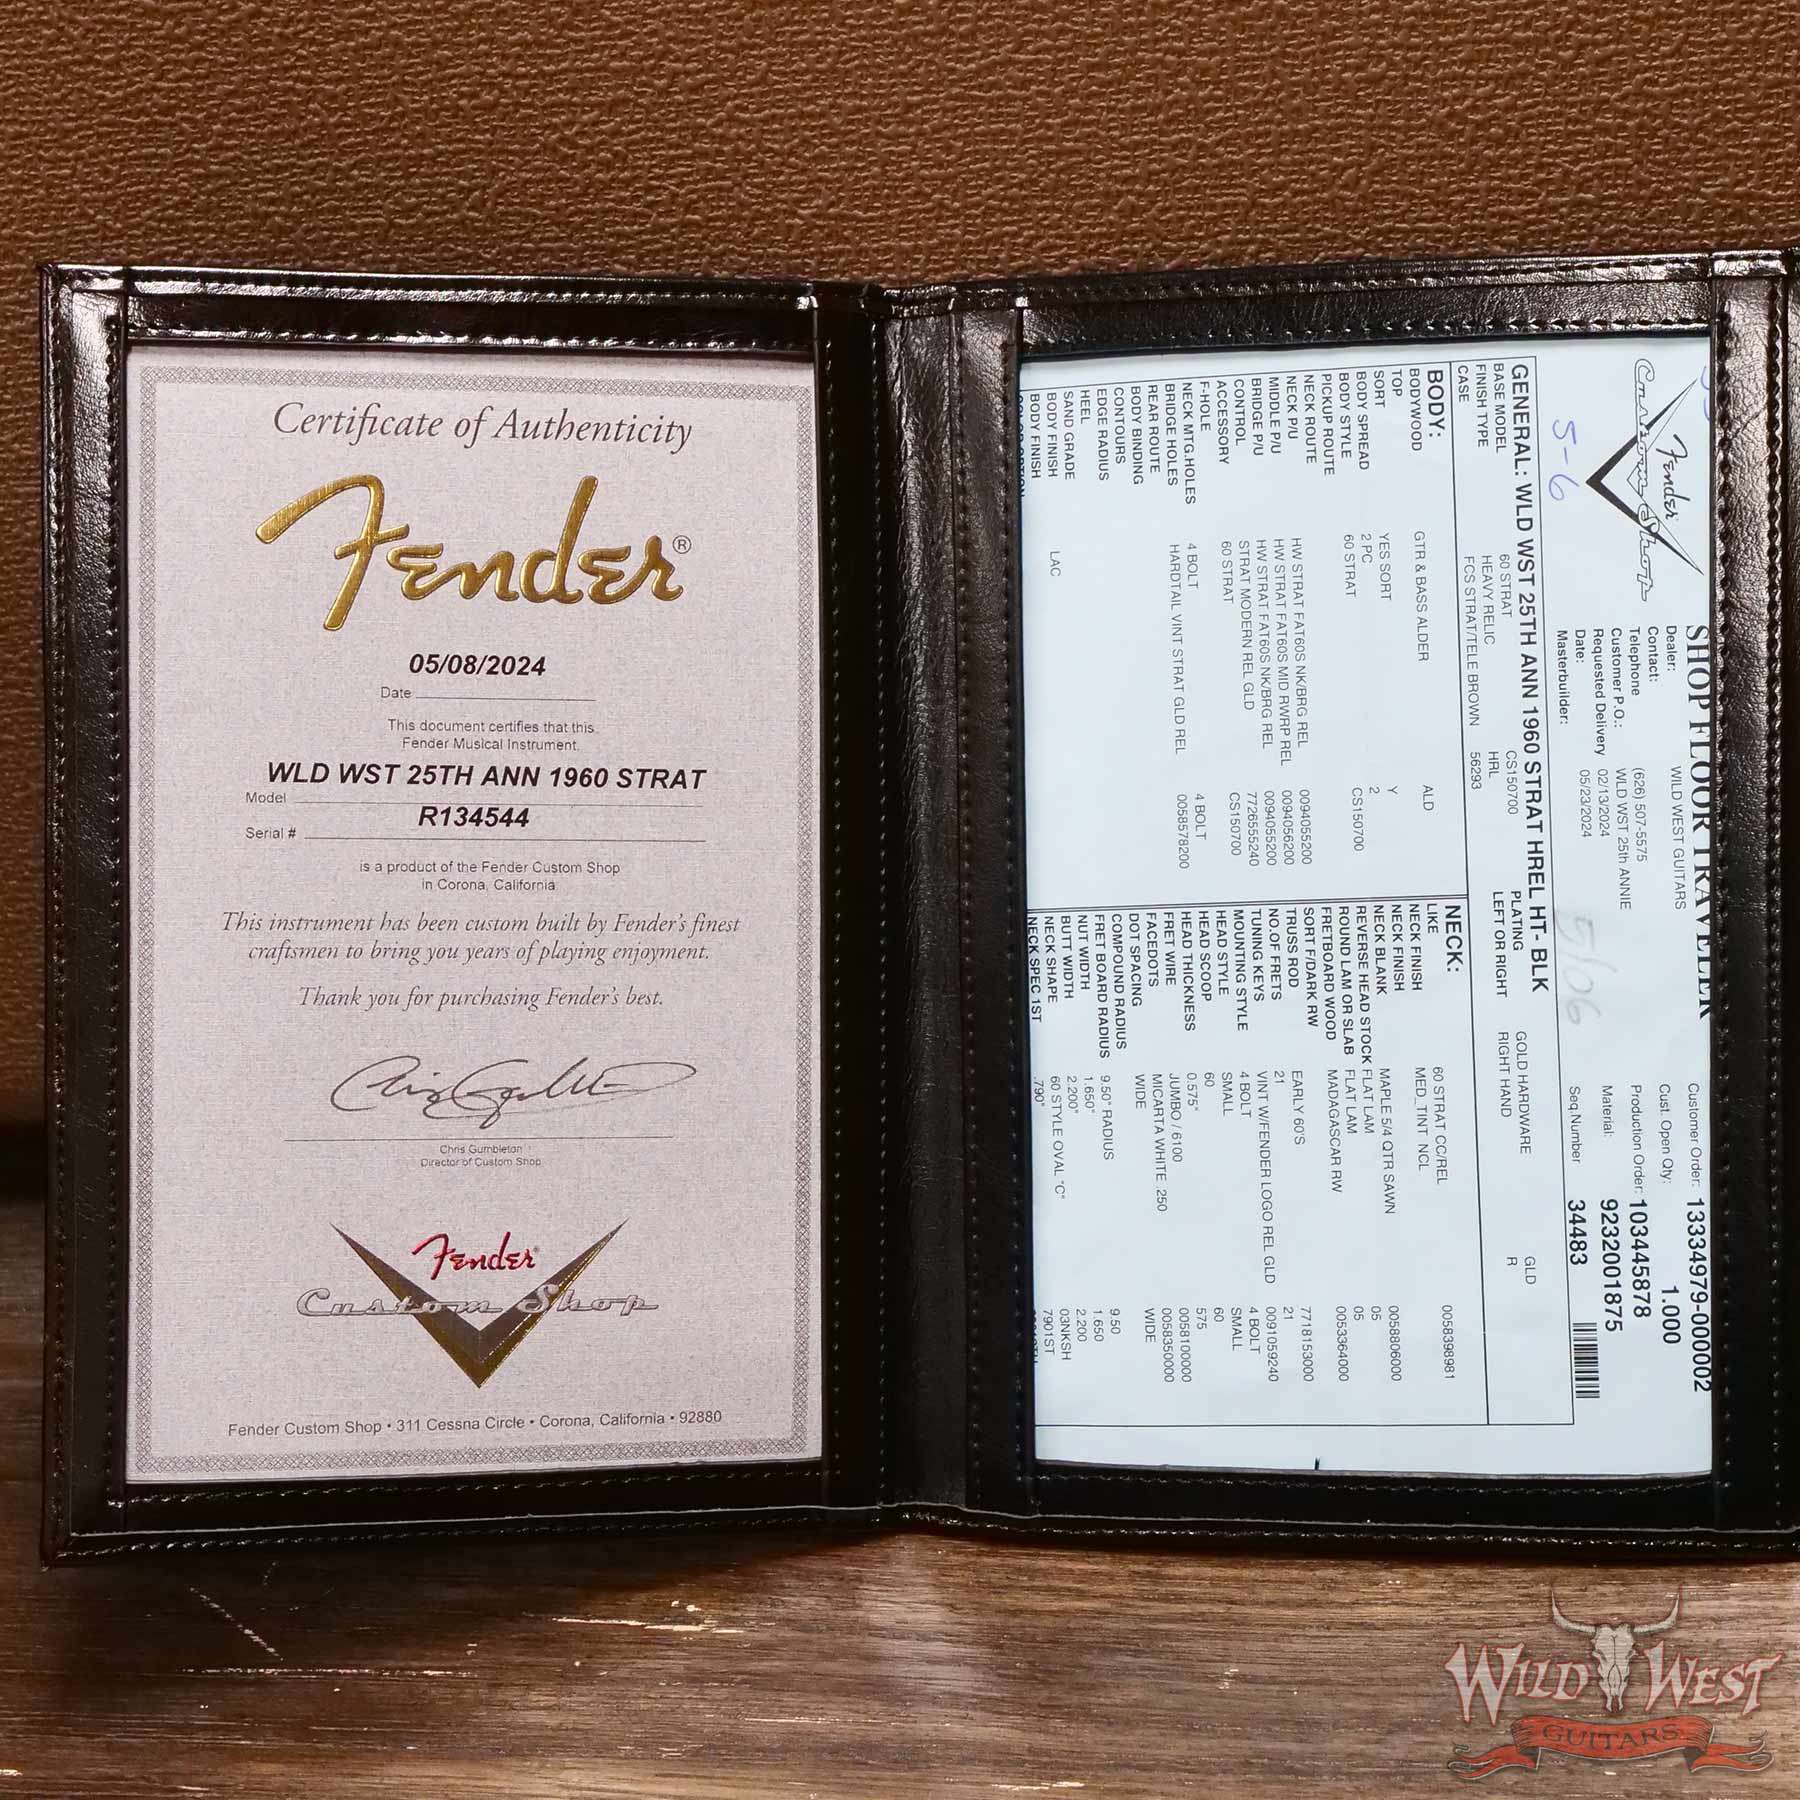 Certificate of Authenticity
Fender®
05/08/2024
Date
This document certifies that this
Fender Musical Instrument.
WLD WST 25TH ANN 1960 STRAT
Model
R134544
Serial #
is a product of the Fender Custom Shop
in Corona, California.
This instrument has been custom built by Fender's finest
craftsmen to bring you years of playing enjoyment.
Thank you for purchasing Fender's best.
Chris Gumbleton
Director of Custom Shop
Fender
Custom Shop
Fender Custom Shop • 311 Cessna Circle • Corona, California • 92880
Fender
Custom Shop
SHOP FLOOR TRAVELER
Dealer: WILD WEST GUITARS
Contact:
Telephone (626) 507-5575
Customer P.O.: WLD WST 25th ANNIE
Requested Delivery 02/13/2024
Date: 05/23/2024
Masterbuilder:
5-6
5/06
Customer Order: 13334979-000002
Cust. Open Qty: 1.000
Production Order: 103445878
Material: 9232001875
Seq.Number 34483
GENERAL: WLD WST 25TH ANN 1960 STRAT HREL HT- BLK
BASE MODEL 60 STRAT CS150700 PLATING GOLD HARDWARE GLD
FINISH TYPE HEAVY RELIC HRL LEFT OR RIGHT RIGHT HAND R
CASE FCS STRAT/TELE BROWN 56293
BODY:
BODYWOOD GTR & BASS ALDER ALD
TOP
SORT YES SORT Y
BODY SPREAD 2 PC 2
BODY STYLE 60 STRAT CS150700
PICKUP ROUTE
NECK ROUTE
NECK P/U HW STRAT FAT60S NK/BRG REL 0094055200
MIDDLE P/U HW STRAT FAT60S MID RWRP REL 0094056200
BRIDGE P/U HW STRAT FAT60S NK/BRG REL 0094055200
CONTROL STRAT MODERN REL GLD 7726555240
ACCESSORY 60 STRAT CS150700
F-HOLE
NECK MTG.HOLES 4 BOLT 4 BOLT
BRIDGE HOLES HARDTAIL VINT STRAT GLD REL 0058578200
REAR ROUTE
BODY BINDING
CONTOURS
EDGE RADIUS
HEEL
SAND GRADE
BODY FINISH LAC
BODY FINISH
NECK:
LIKE 60 STRAT CC/REL 0058398981
NECK FINISH MED_TINT NCL
NECK FINISH
NECK BLANK MAPLE 5/4 QTR SAWN 0058806000
REVERSE HEAD STOCK FLAT LAM 05
ROUND LAM OR SLAB FLAT LAM 05
FRETBOARD WOOD MADAGASCAR RW 0053364000
SORT F/DARK RW
TRUSS ROD EARLY 60'S 7718153000
NO.OF FRETS 21 21
TUNING KEYS VINT W/FENDER LOGO REL GLD 0091059240
MOUNTING STYLE 4 BOLT 4 BOLT
HEAD STYLE SMALL SMALL
HEAD SCOOP 60 60
HEAD THICKNESS 0.575" 575
FRET WIRE JUMBO / 6100 0058100000
FACEDOTS MICARTA WHITE .250 0058350000
DOT SPACING WIDE WIDE
COMPOUND RADIUS
FRET BOARD RADIUS 9.50" RADIUS 9.50
NUT WIDTH 1.650" 1.650
BUTT WIDTH 2.200" 2.200
NECK SHAPE 60 STYLE OVAL "C" 03NKSH
NECK SPEC 1ST .790" 7901ST
WILD WEST
GUITARS